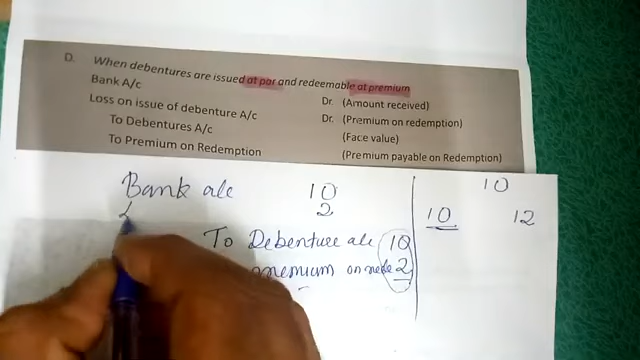 D. When debentures are issued at par and redeemable at premium
Bank A/c Dr. (Amount received)
Loss on issue of debenture A/c Dr. (Premium on redemption)
To Debentures A/c (Face value)
To Premium on Redemption (Premium payable on Redemption)
10
Bank a/c 10
2
10 12
To Debenture a/c 10
premium on rede 2